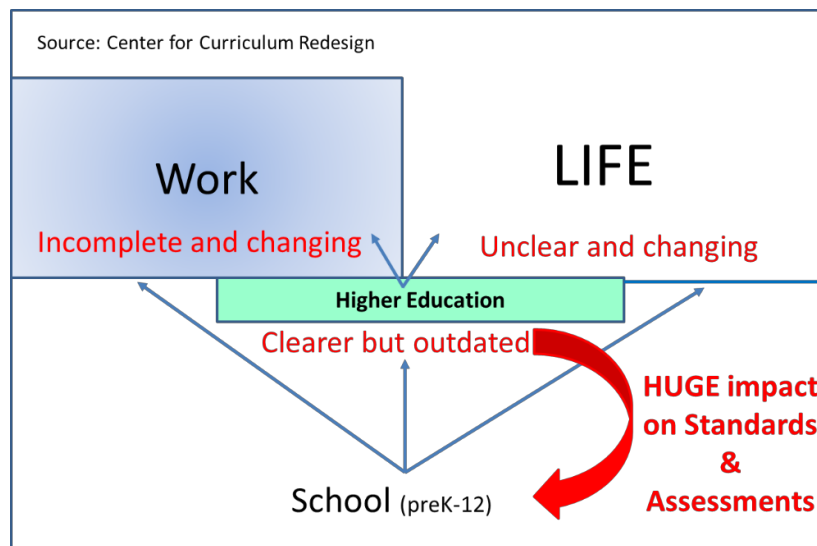 Source: Center for Curriculum Redesign
Work
LIFE
Incomplete and changing
Unclear and changing
Higher Education
Clearer but outdated
HUGE impact
on Standards
&
Assessments
School (preK-12)